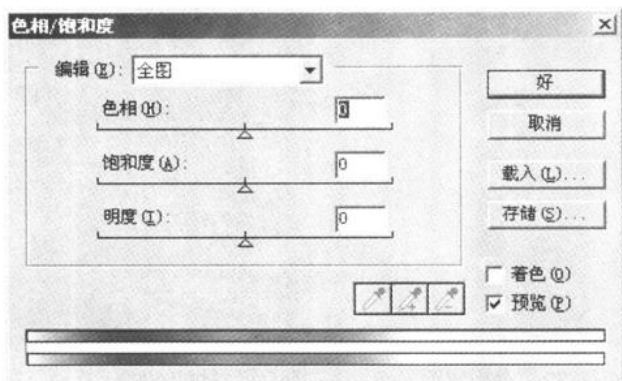 色相/饱和度
编辑(E): 全图
好
色相(H): 0
取消
饱和度(A): 0
载入(L)...
明度(I): 0
存储(S)...
着色(O)
预览(P)